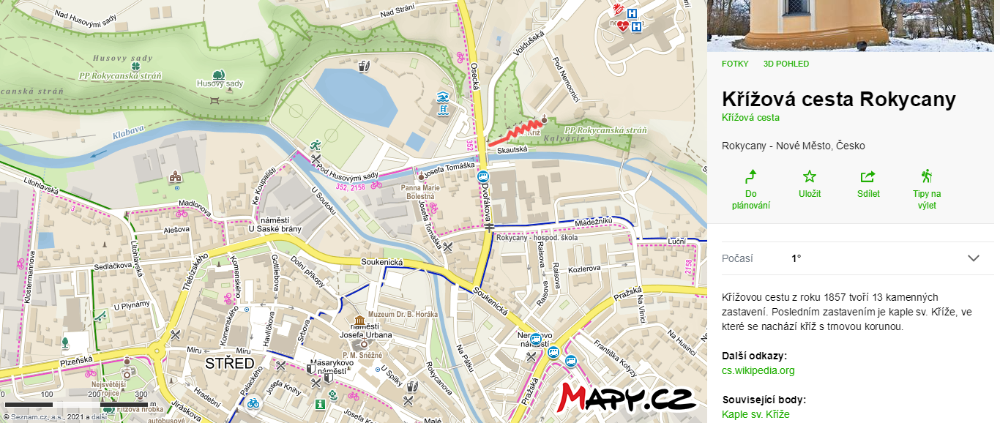 Nad Husovými sady
Nad Strání
Husovy sady
PP Rokycanská stráň
Husovy sady
canská stráň
Klabava
Osecká
Voldušská
Pod Nemocnicí
Kříž
Kalvárie
PP Rokycanská stráň
352
Skautská
Pod Husovými sady
352, 2158
Josefa Tomáška
Panna Marie
Bolestná
Josefa Tomáška
Dvořákova
Litohlavská
3
Madlonova
Ke Koupališti
U Soutoku
náměstí
U Saské brány
Alešova
Litohlavská
Mládežníků
Rokycany - hospod. škola
Luční
2158
Klostermannova
Sedláčkova
Třebízského
Komenského
Gottliebova
Dolní příkopy
Soukenická
Raisova
Raisova
Raisova
Kozlerova
Pražská
Na Vinici
U Plynárny
Soukenická
Komenského
Havlíčkova
Srbova
Muzeum Dr. B. Horáka
náměstí
Josefa Urbana
P. M. Sněžné
Na Pátku
náměstí
Na Husinci
František Kotyzy
Míru
Míru
STŘED
Plzeňská
Masarykovo
náměstí
U Spilky
Rokycanova
Palackého
Josefa Knihy
Nejsvětější
Hradební
Jiráskova
autobusové
Malé
Pražská
0 100 200 300 m
© Seznam.cz, a.s., 2021 a další
MAPY.CZ
FOTKY 3D POHLED
Křížová cesta Rokycany
Křížová cesta
Rokycany - Nové Město, Česko
Do plánování
Uložit
Sdílet
Tipy na výlet
Počasí 1°
Křížovou cestu z roku 1857 tvoří 13 kamenných
zastavení. Posledním zastavením je kaple sv. Kříže, ve
které se nachází kříž s trnovou korunou.
Další odkazy:
cs.wikipedia.org
Související body:
Kaple sv. Kříže